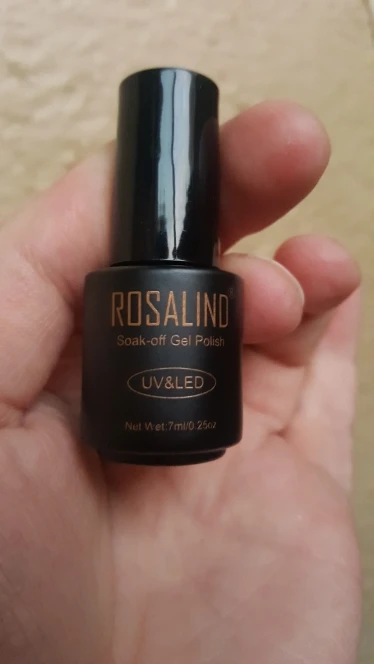 ROSALIND
Soak-off Gel Polish
UV&LED
Net Wet:7ml/0.25oz